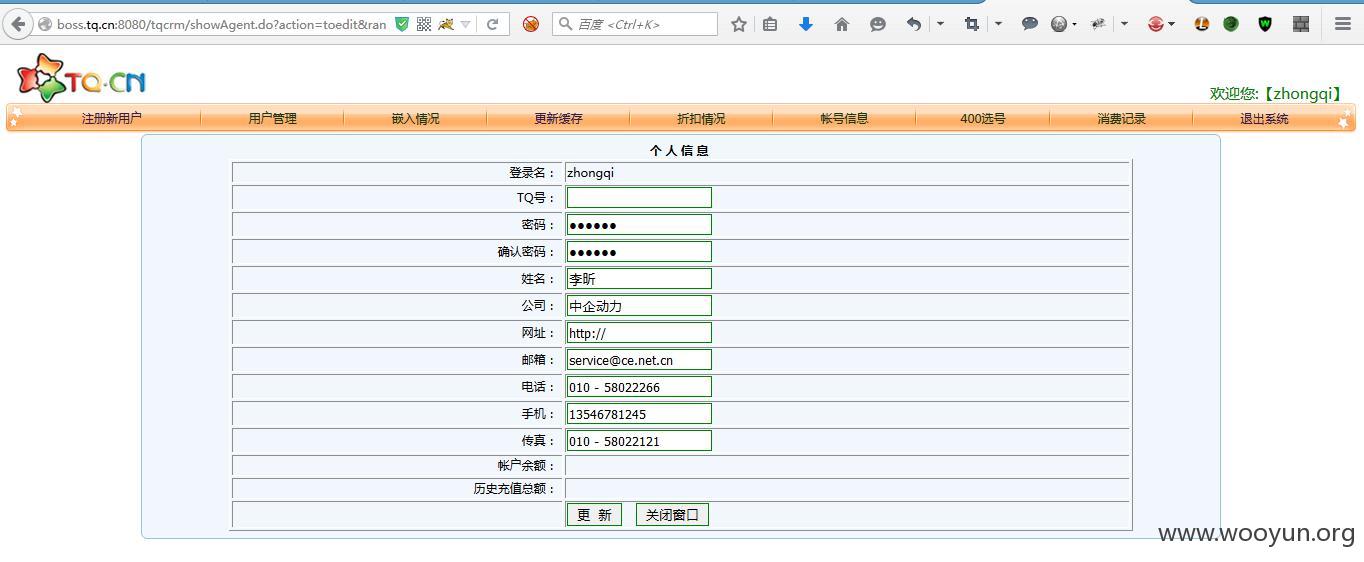 boss.tq.cn:8080/tqcrm/showAgent.do?action=toedit&ran
百度 <Ctrl+K>
TQ·CN
欢迎您:【zhongqi】
注册新用户 用户管理 嵌入情况 更新缓存 折扣情况 帐号信息 400选号 消费记录 退出系统
个人信息
登录名： zhongqi
TQ号：
密码： ●●●●●●
确认密码： ●●●●●●
姓名： 李昕
公司： 中企动力
网址： http://
邮箱： service@ce.net.cn
电话： 010 - 58022266
手机： 13546781245
传真： 010 - 58022121
帐户余额：
历史充值总额：
更 新 关闭窗口
www.wooyun.org